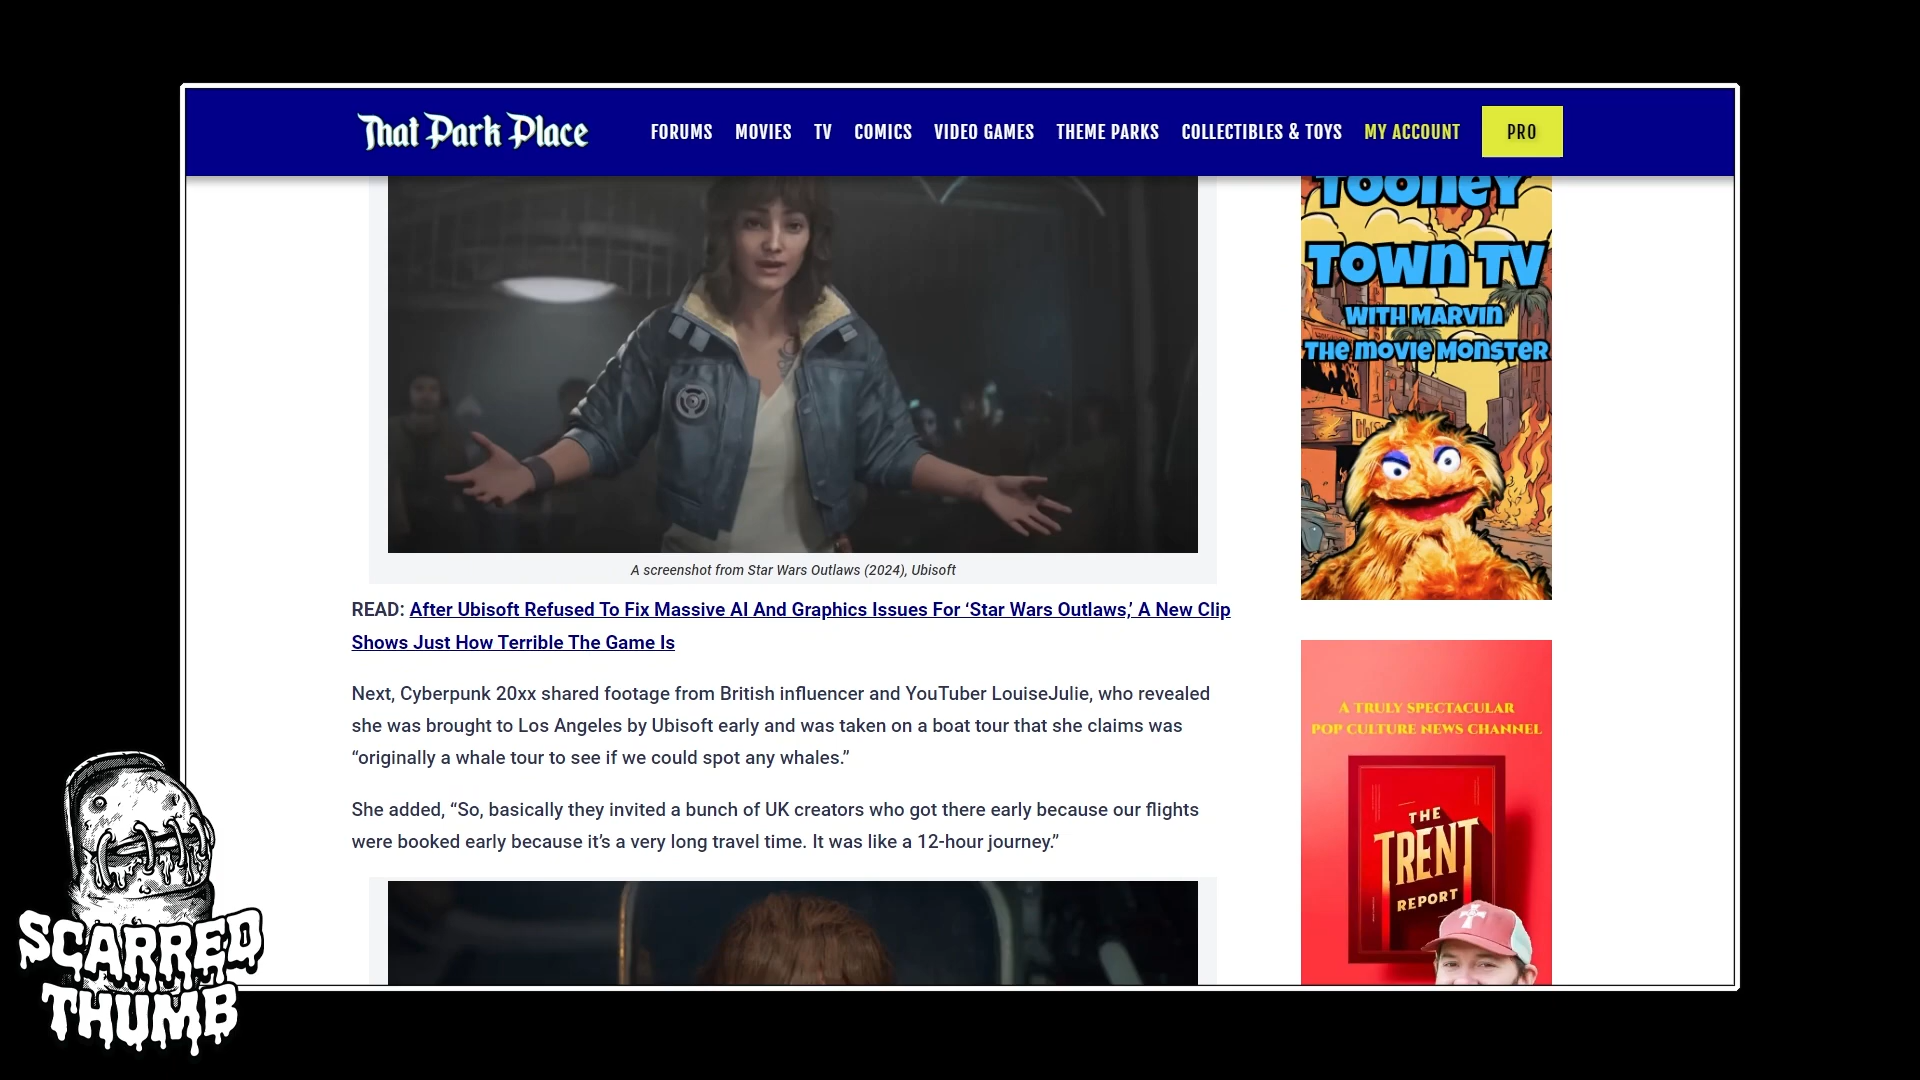 That Park Place
FORUMS MOVIES TV COMICS VIDEO GAMES THEME PARKS COLLECTIBLES & TOYS MY ACCOUNT PRO
A screenshot from Star Wars Outlaws (2024), Ubisoft
READ: After Ubisoft Refused To Fix Massive AI And Graphics Issues For ‘Star Wars Outlaws,’ A New Clip
Shows Just How Terrible The Game Is
Next, Cyberpunk 20xx shared footage from British influencer and YouTuber LouiseJulie, who revealed
she was brought to Los Angeles by Ubisoft early and was taken on a boat tour that she claims was
“originally a whale tour to see if we could spot any whales.”
She added, “So, basically they invited a bunch of UK creators who got there early because our flights
were booked early because it’s a very long travel time. It was like a 12-hour journey.”
TOONEY
TOWN TV
WITH MARVIN
THE MOVIE MONSTER
A TRULY SPECTACULAR
POP CULTURE NEWS CHANNEL
THE
TRENT
REPORT
SCARRED
THUMB